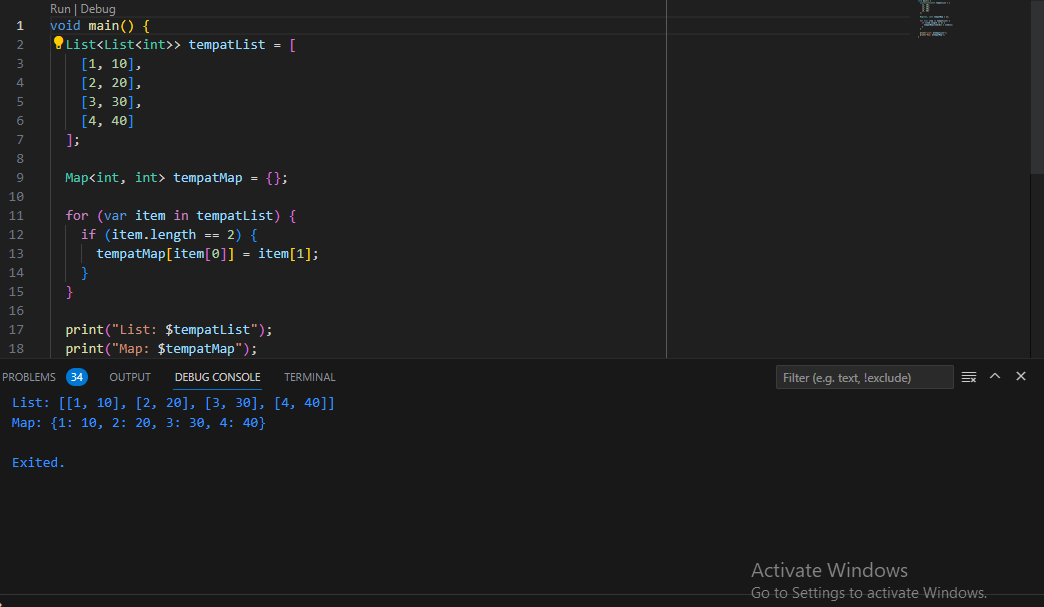 Run | Debug
1 void main() {
2 List<List<int>> tempatList = [
3 [1, 10],
4 [2, 20],
5 [3, 30],
6 [4, 40]
7 ];
8
9 Map<int, int> tempatMap = {};
10
11 for (var item in tempatList) {
12 if (item.length == 2) {
13 tempatMap[item[0]] = item[1];
14 }
15 }
16
17 print("List: $tempatList");
18 print("Map: $tempatMap");
PROBLEMS 34 OUTPUT DEBUG CONSOLE TERMINAL Filter (e.g. text, !exclude)
List: [[1, 10], [2, 20], [3, 30], [4, 40]]
Map: {1: 10, 2: 20, 3: 30, 4: 40}
Exited.
Activate Windows
Go to Settings to activate Windows.